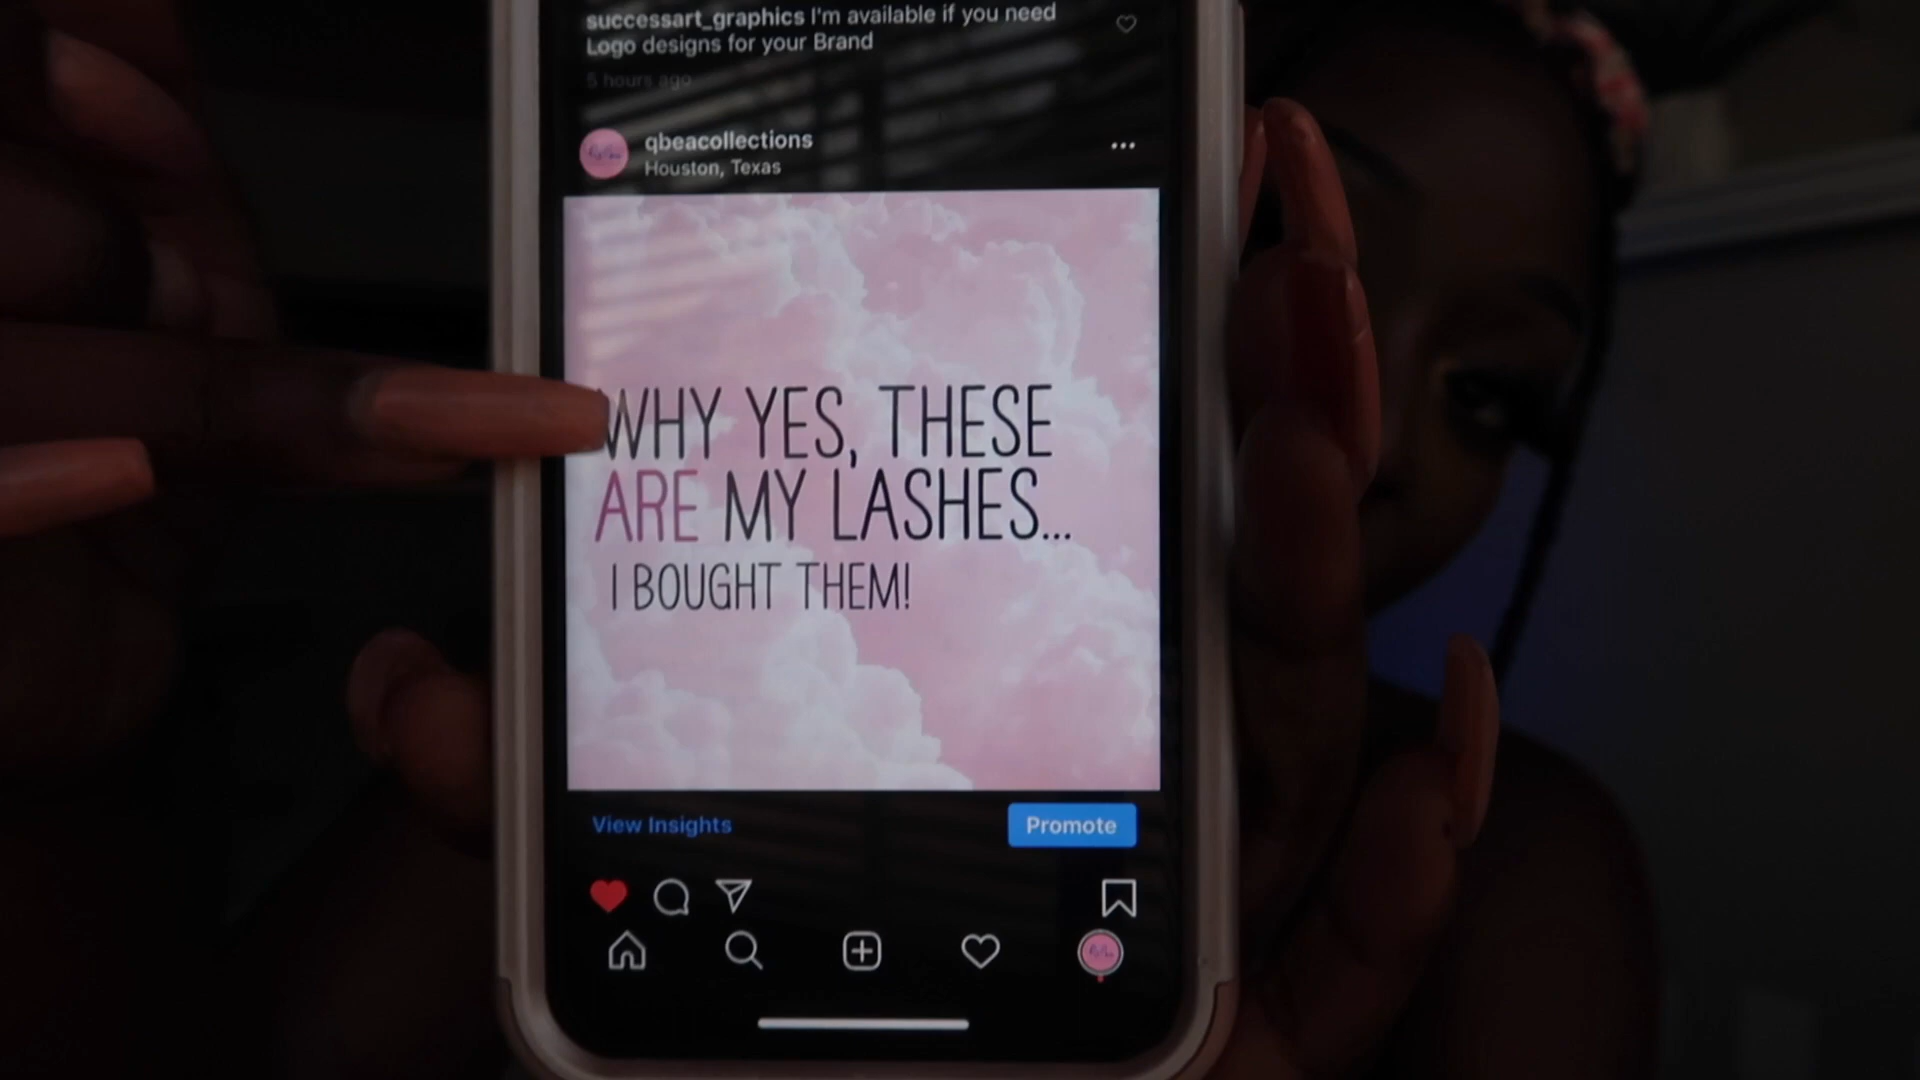 successart_graphics I'm available if you need
Logo designs for your Brand
5 hours ago
qbeacollections
Houston, Texas
WHY YES, THESE
ARE MY LASHES...
I BOUGHT THEM!
View Insights
Promote